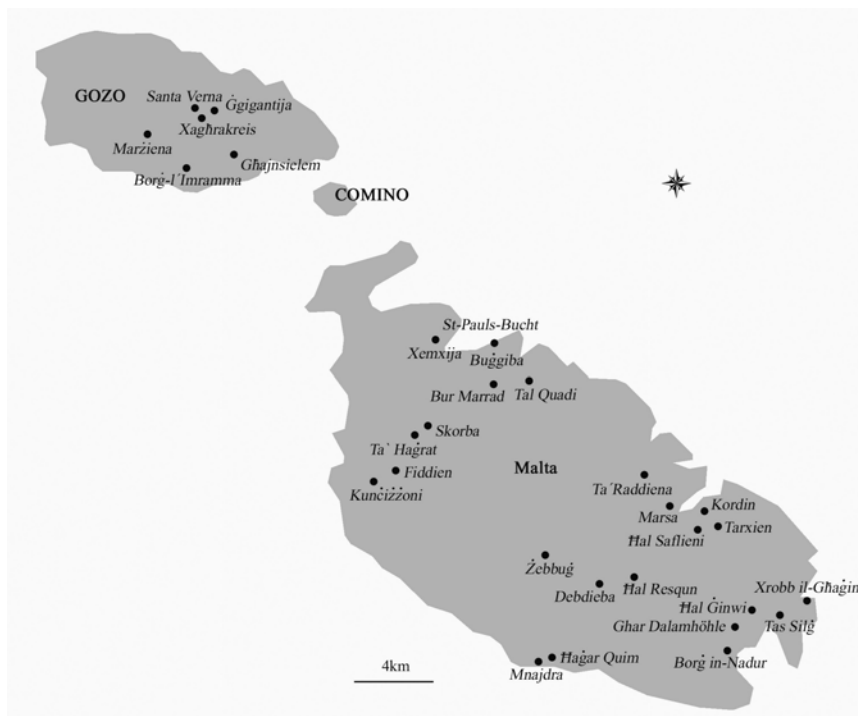 GOZO
Santa Verna
Ġgigantija
Xagħrakreis
Marżiena
Għajnsielem
Borġ-l´Imramma
COMINO
St-Pauls-Bucht
Xemxija
Buġġiba
Bur Marrad
Tal Quadi
Skorba
Ta` Haġrat
Fiddien
Kunċiżżoni
Malta
Ta´Raddiena
Marsa
Kordin
Tarxien
Ħal Saflieni
Żebbuġ
Debdieba
Ħal Resqun
Xrobb il-Għaġin
Ħal Ġinwi
Għar Dalamhöhle
Tas Silġ
Borġ in-Nadur
Ħaġar Quim
Mnajdra
4km